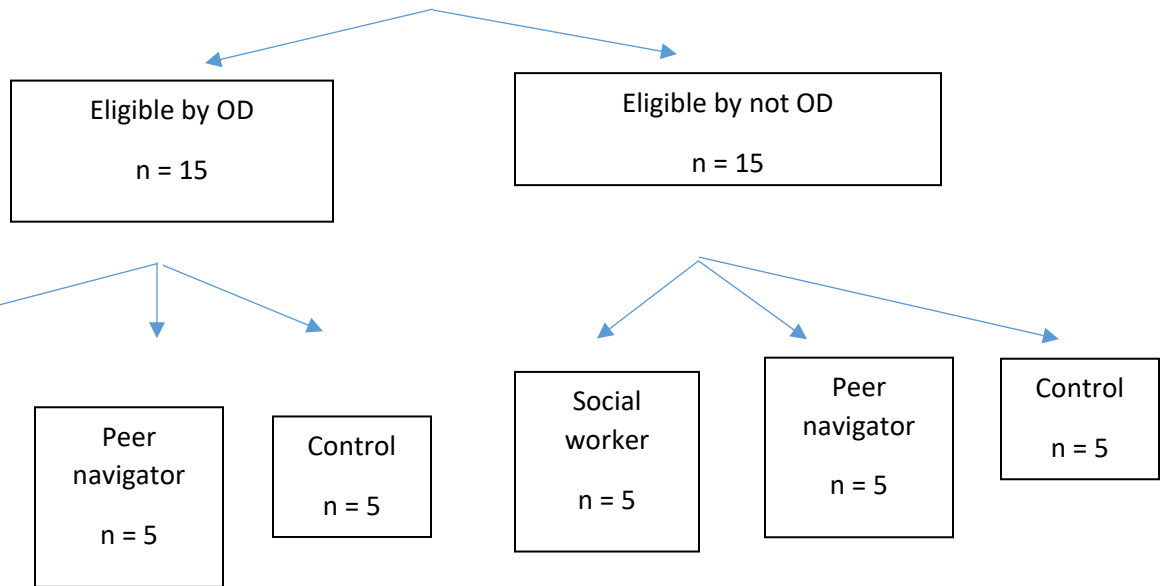 Eligible by OD
n = 15
Eligible by not OD
n = 15
Peer
navigator
n = 5
Control
n = 5
Social
worker
n = 5
Peer
navigator
n = 5
Control
n = 5